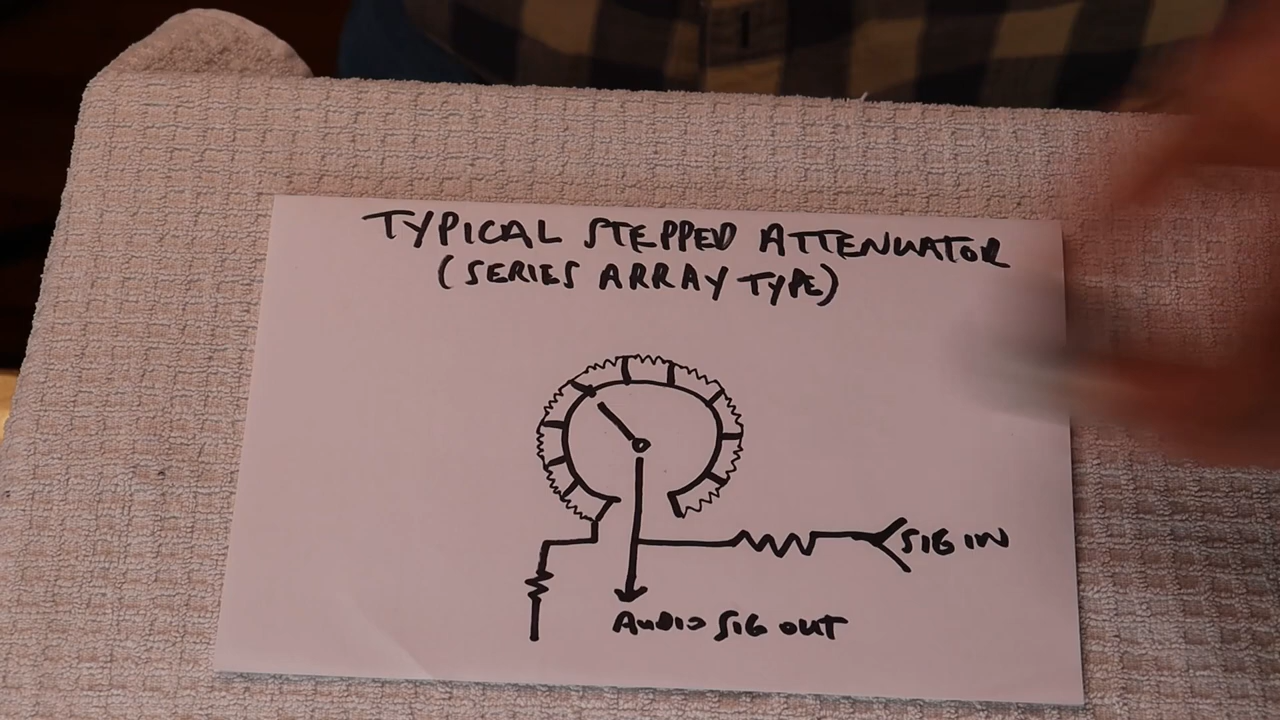 TYPICAL STEPPED ATTENUATOR
(SERIES ARRAY TYPE)
SIG IN
AUDIO SIG OUT